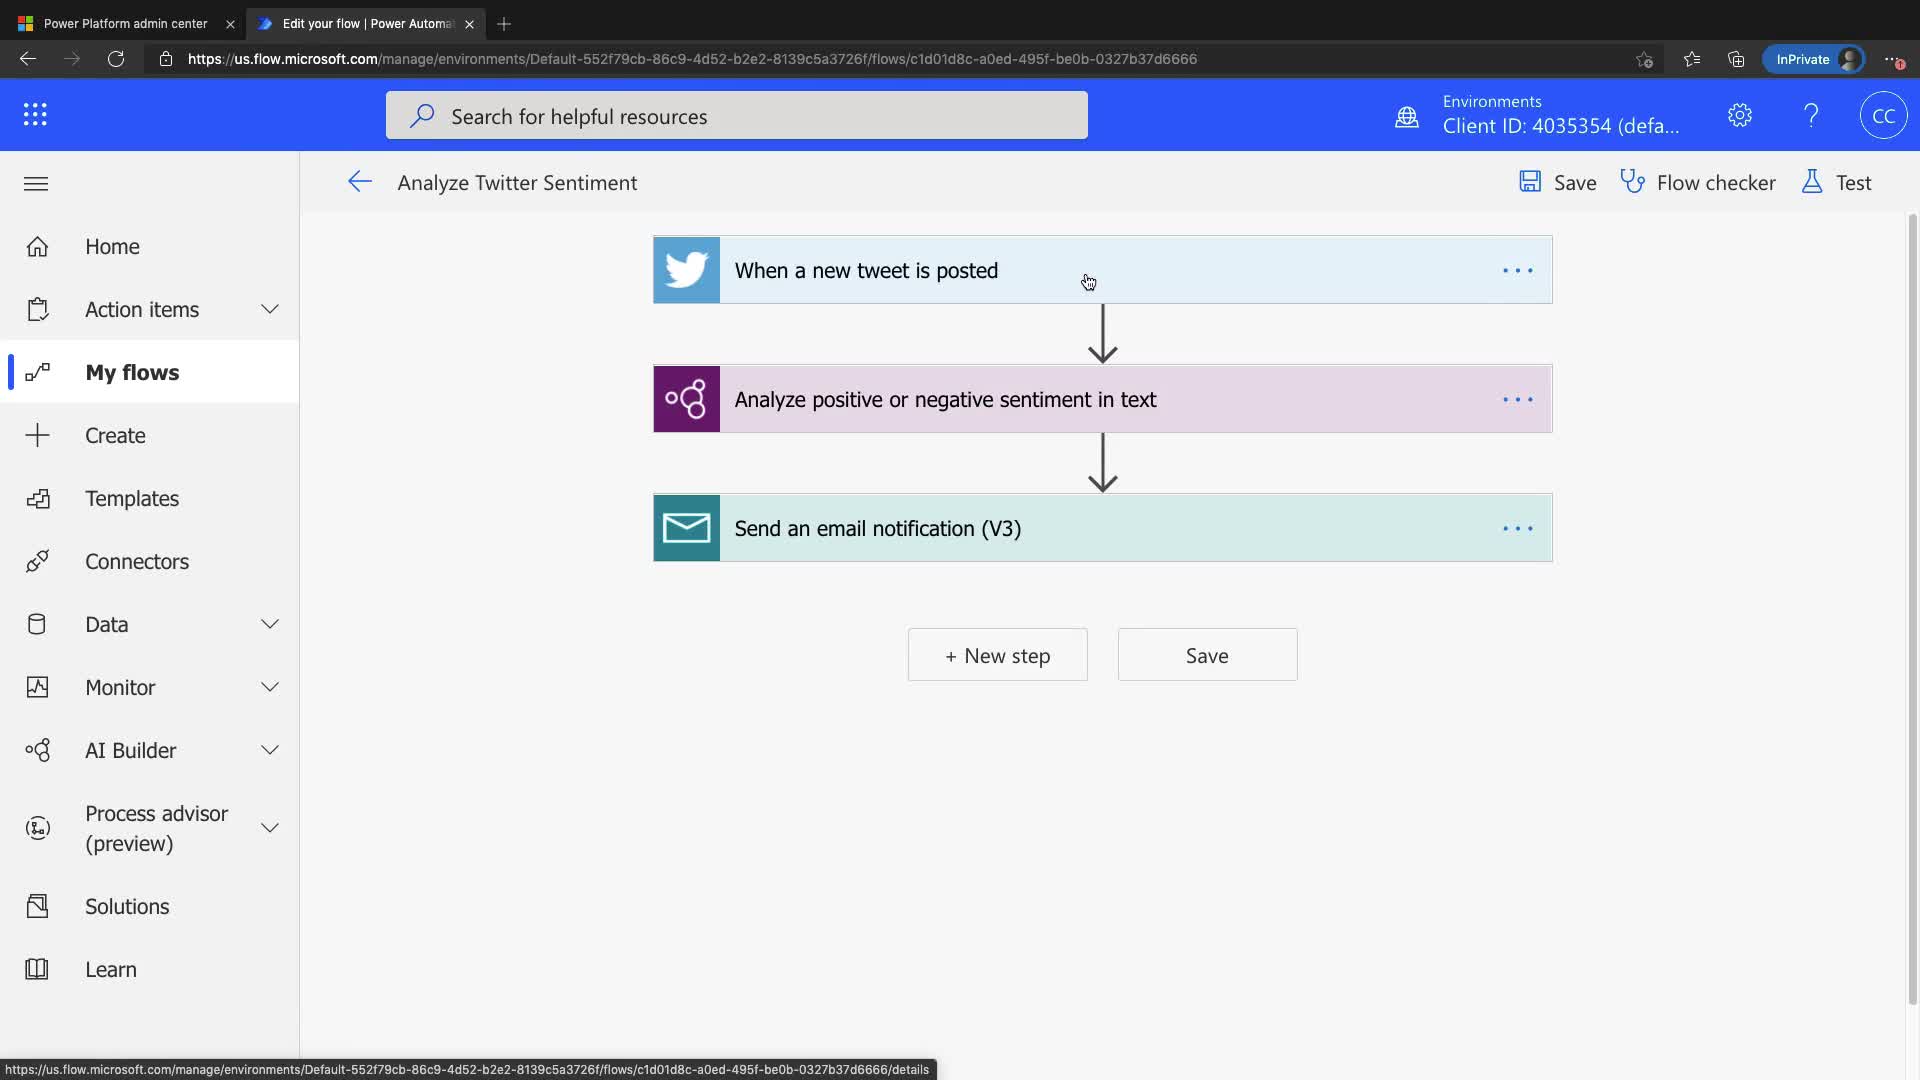 Power Platform admin center
Edit your flow | Power Automa
https://us.flow.microsoft.com/manage/environments/Default-552f79cb-86c9-4d52-b2e2-8139c5a3726f/flows/c1d01d8c-a0ed-495f-be0b-0327b37d6666
InPrivate
Search for helpful resources
Environments
Client ID: 4035354 (defa...
?
CC
Analyze Twitter Sentiment
Save
Flow checker
Test
Home
Action items
My flows
Create
Templates
Connectors
Data
Monitor
AI Builder
Process advisor
(preview)
Solutions
Learn
When a new tweet is posted
Analyze positive or negative sentiment in text
Send an email notification (V3)
+ New step
Save
https://us.flow.microsoft.com/manage/environments/Default-552f79cb-86c9-4d52-b2e2-8139c5a3726f/flows/c1d01d8c-a0ed-495f-be0b-0327b37d6666/details